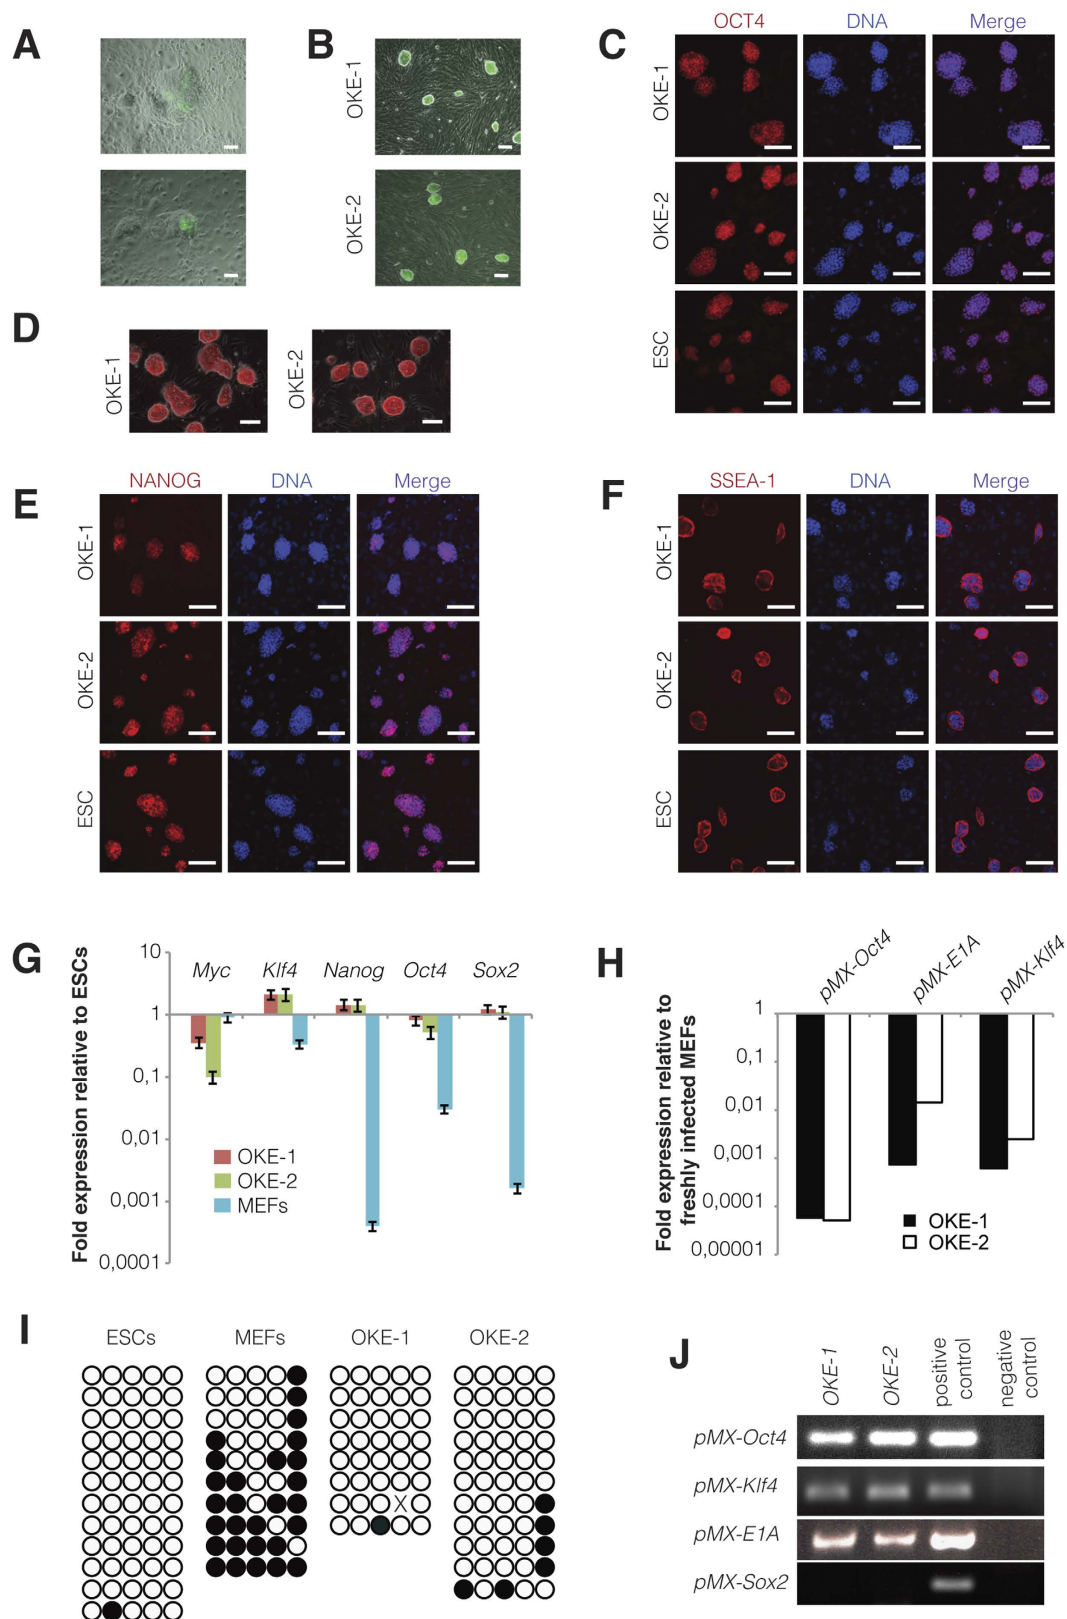 A
B
OKE-1
OKE-2
C
OCT4
DNA
Merge
OKE-1
OKE-2
ESC
D
OKE-1
OKE-2
E
NANOG
DNA
Merge
OKE-1
OKE-2
ESC
F
SSEA-1
DNA
Merge
OKE-1
OKE-2
ESC
G
Fold expression relative to ESCs
10
1
0,1
0,01
0,001
0,0001
Myc
Klf4
Nanog
Oct4
Sox2
OKE-1
OKE-2
MEFs
H
Fold expression relative to
freshly infected MEFs
pMX-Oct4
pMX-E1A
pMX-Klf4
1
0,1
0,01
0,001
0,0001
0,00001
OKE-1
OKE-2
I
ESCs
MEFs
OKE-1
OKE-2
X
J
OKE-1
OKE-2
positive
control
negative
control
pMX-Oct4
pMX-Klf4
pMX-E1A
pMX-Sox2